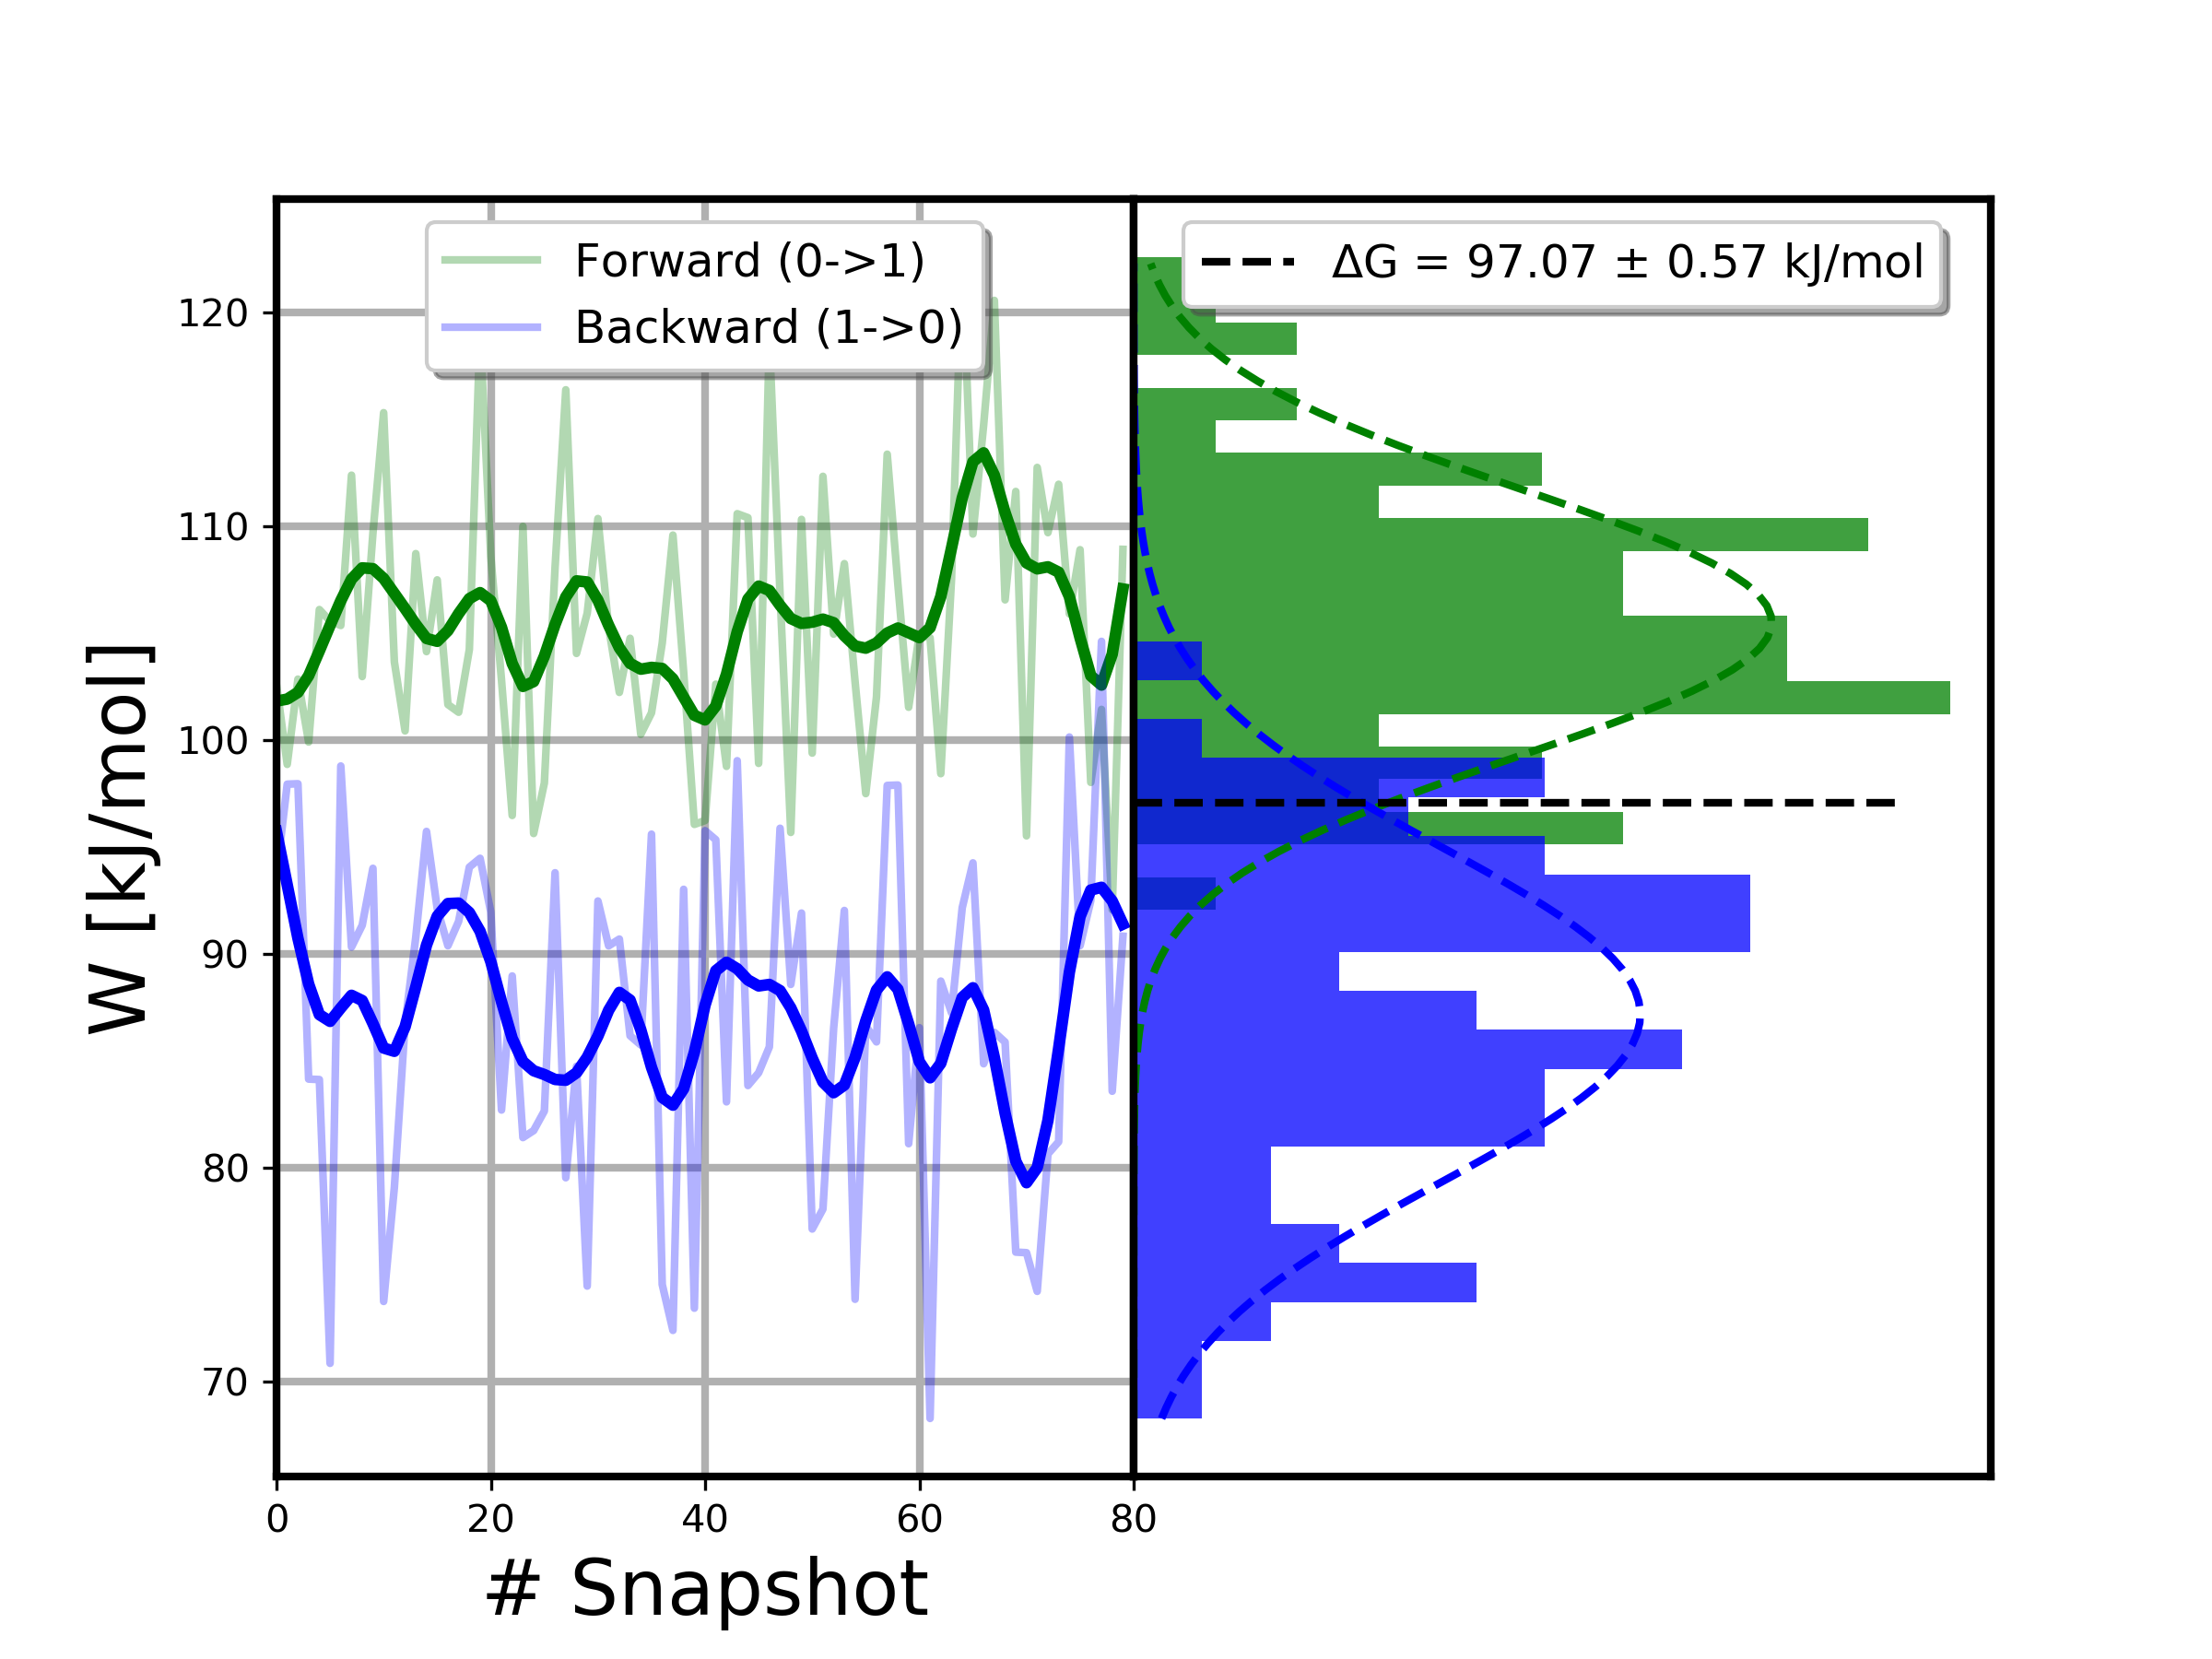 Forward (0->1)
Backward (1->0)
ΔG = 97.07 ± 0.57 kJ/mol
W [kJ/mol]
120
110
100
90
80
70
0 20 40 60 80
# Snapshot